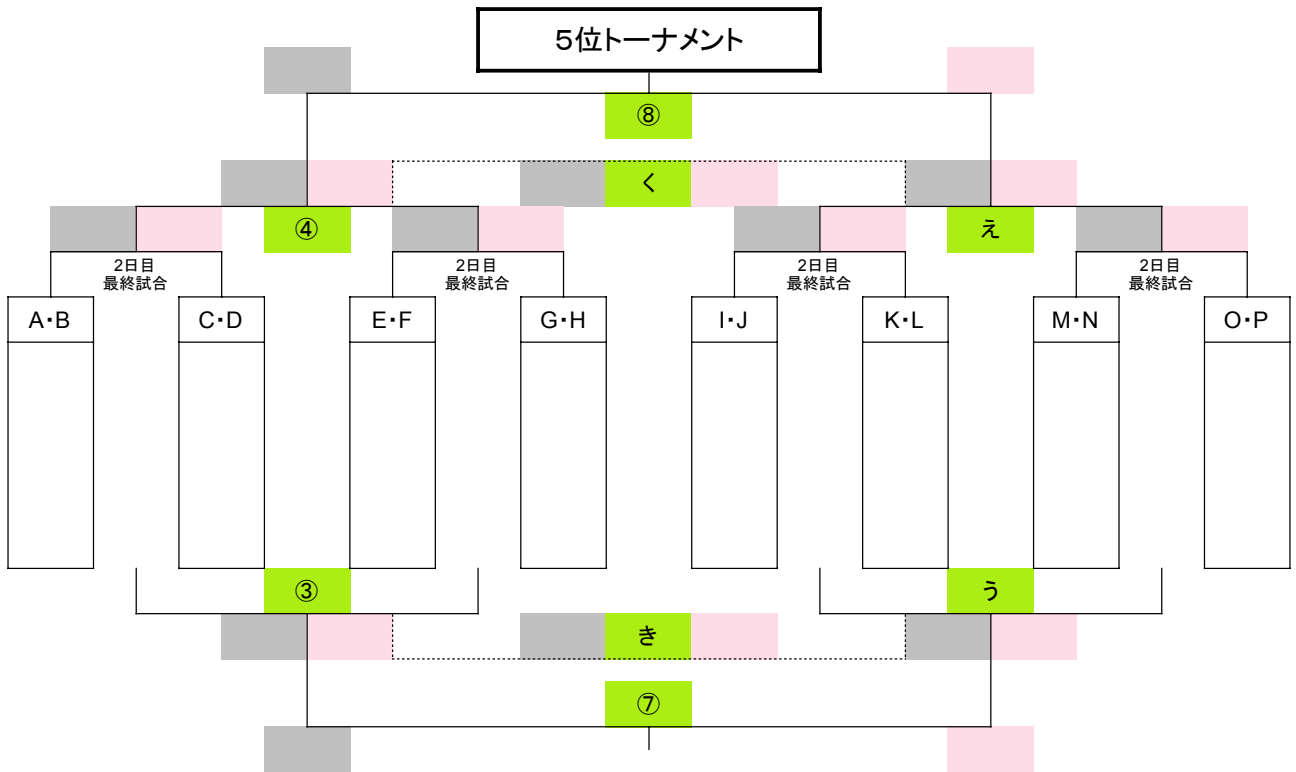 ５位トーナメント
⑧
く
④
え
2日目
最終試合
2日目
最終試合
2日目
最終試合
2日目
最終試合
A・B
C・D
E・F
G・H
I・J
K・L
M・N
O・P
③
う
き
⑦